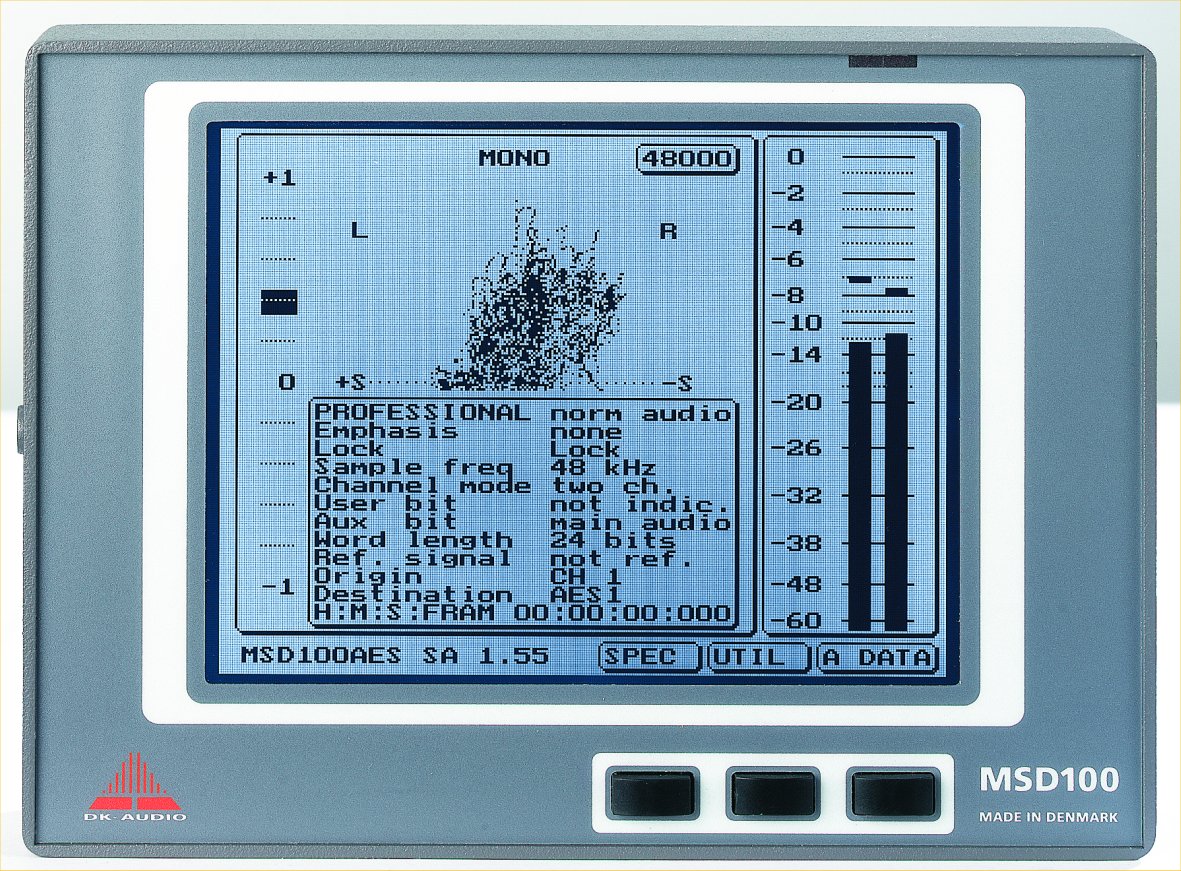 MONO 48000
+1
L R
0
+S -S
-1
PROFESSIONAL norm audio
Emphasis none
Lock Lock
Sample freq 48 kHz
Channel mode two ch.
User bit not indic.
Aux bit main audio
Word length 24 bits
Ref. signal not ref.
Origin CH 1
Destination AES1
H:M:S:FRAM 00:00:00:000
0
-2
-4
-6
-8
-10
-14
-20
-26
-32
-38
-48
-60
MSD100AES SA 1.55 SPEC UTIL A DATA
DK-AUDIO
MSD100
MADE IN DENMARK